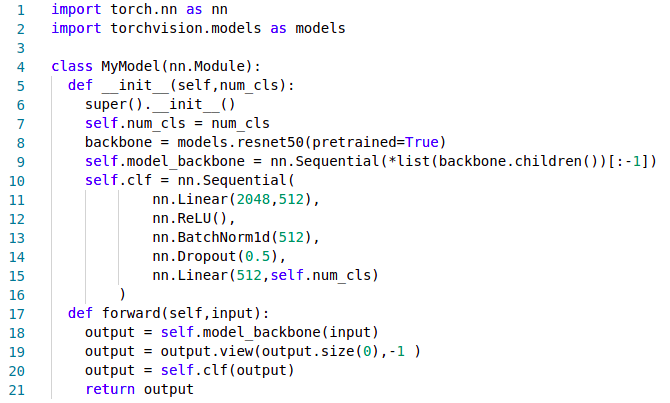 1 import torch.nn as nn
2 import torchvision.models as models
3
4 class MyModel(nn.Module):
5   def __init__(self,num_cls):
6     super().__init__()
7     self.num_cls = num_cls
8     backbone = models.resnet50(pretrained=True)
9     self.model_backbone = nn.Sequential(*list(backbone.children())[:-1])
10     self.clf = nn.Sequential(
11             nn.Linear(2048,512),
12             nn.ReLU(),
13             nn.BatchNorm1d(512),
14             nn.Dropout(0.5),
15             nn.Linear(512,self.num_cls)
16         )
17   def forward(self,input):
18     output = self.model_backbone(input)
19     output = output.view(output.size(0),-1 )
20     output = self.clf(output)
21     return output